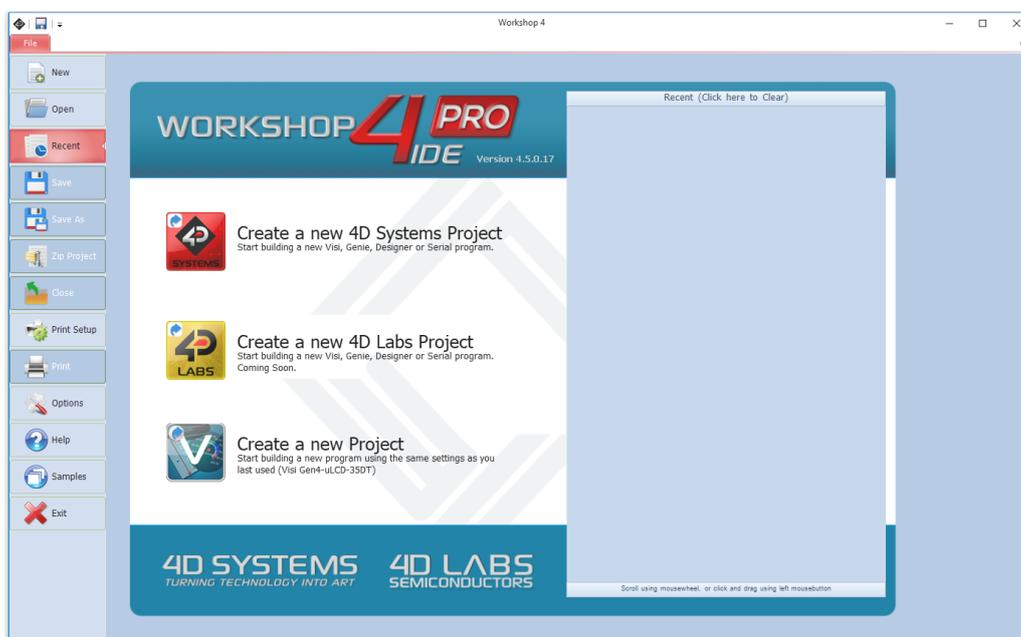 Workshop 4
File
New
Open
Recent
Save
Save As
Zip Project
Close
Print Setup
Print
Options
Help
Samples
Exit
WORKSHOP 4 PRO
IDE Version 4.5.0.17
4D SYSTEMS
Create a new 4D Systems Project
Start building a new Visi, Genie, Designer or Serial program.
4D LABS
Create a new 4D Labs Project
Start building a new Visi, Genie, Designer or Serial program.
Coming Soon.
V
Create a new Project
Start building a new program using the same settings as you
last used (Visi Gen4-uLCD-35DT)
4D SYSTEMS
TURNING TECHNOLOGY INTO ART
4D LABS
SEMICONDUCTORS
Recent (Click here to Clear)
Scroll using mousewheel, or click and drag using left mousebutton